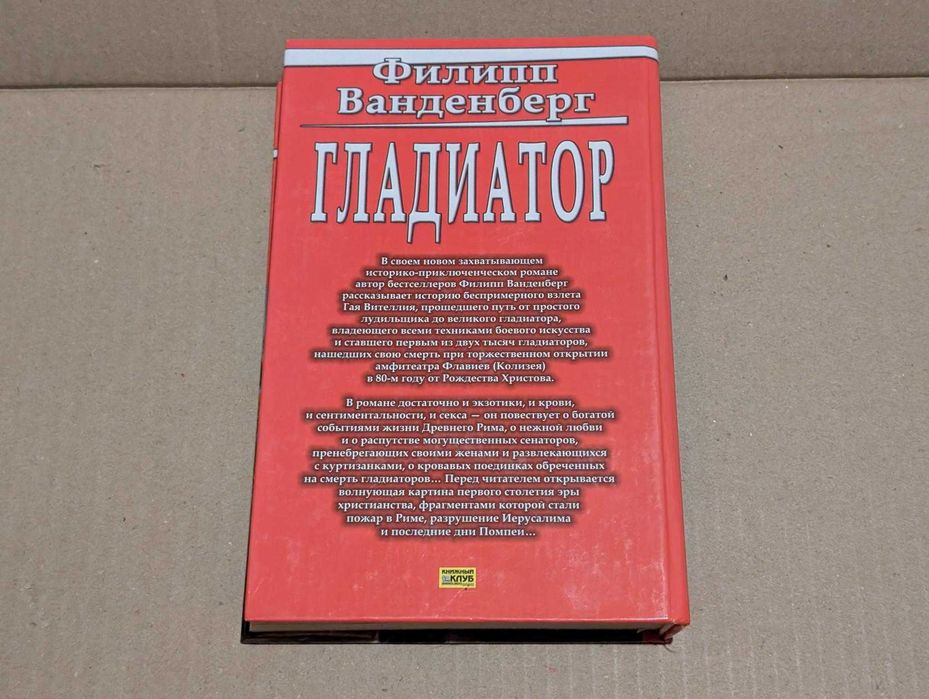 Филипп
Ванденберг
ГЛАДИАТОР
В своем новом захватывающем
историко-приключенческом романе
автор бестселлеров Филипп Ванденберг
рассказывает историю беспримерного взлета
Гая Вителлия, прошедшего путь от простого
лудильщика до великого гладиатора,
владеющего всеми техниками боевого искусства
и ставшего первым из двух тысяч гладиаторов,
нашедших свою смерть при торжественном открытии
амфитеатра Флавиев (Колизея)
в 80-м году от Рождества Христова.
В романе достаточно и экзотики, и крови,
и сентиментальности, и секса — он повествует о богатой
событиями жизни Древнего Рима, о нежной любви
и о распутстве могущественных сенаторов,
пренебрегающих своими женами и развлекающихся
с куртизанками, о кровавых поединках обреченных
на смерть гладиаторов... Перед читателем открывается
волнующая картина первого столетия эры
христианства, фрагментами которой стали
пожар в Риме, разрушение Иерусалима
и последние дни Помпеи...
КНИЖНЫЙ
КЛУБ